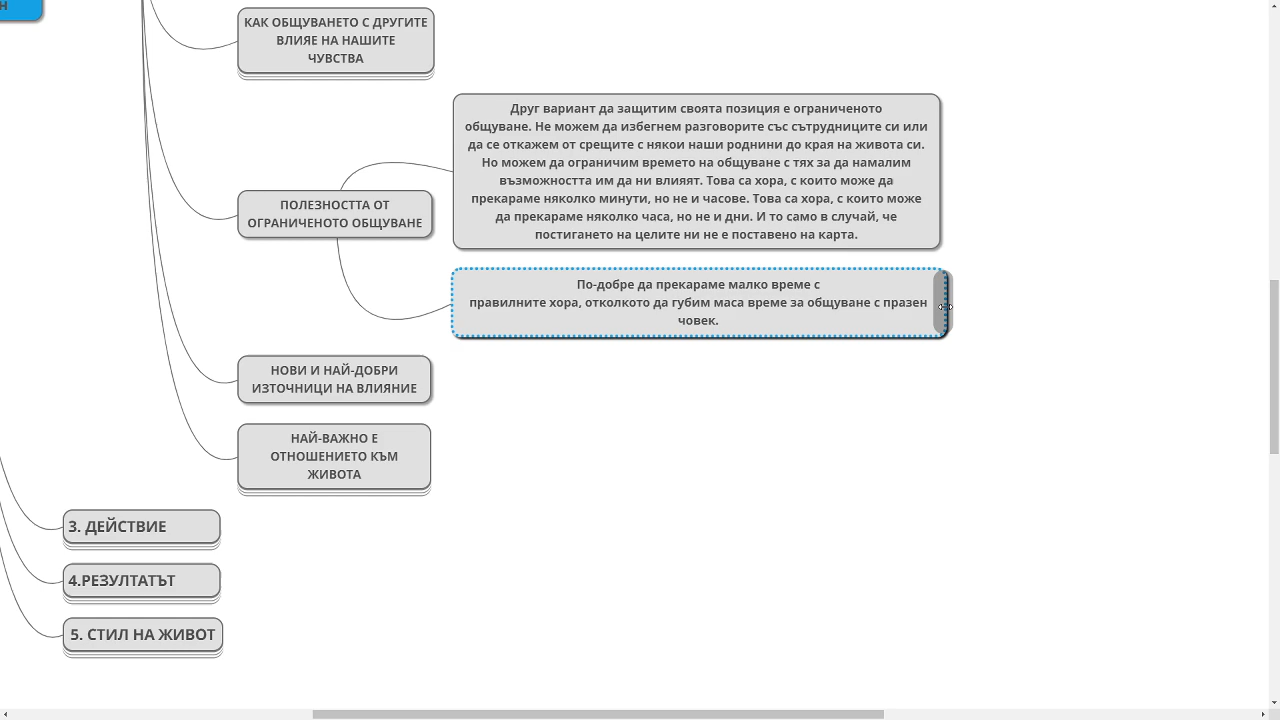 Н
КАК ОБЩУВАНЕТО С ДРУГИТЕ
ВЛИЯЕ НА НАШИТЕ
ЧУВСТВА
Друг вариант да защитим своята позиция е ограниченото
общуване. Не можем да избегнем разговорите със сътрудниците си или
да се откажем от срещите с някои наши роднини до края на живота си.
Но можем да ограничим времето на общуване с тях за да намалим
възможността им да ни влияят. Това са хора, с които може да
прекараме няколко минути, но не и часове. Това са хора, с които може
да прекараме няколко часа, но не и дни. И то само в случай, че
постигането на целите ни не е поставено на карта.
ПОЛЕЗНОСТТА ОТ
ОГРАНИЧЕНОТО ОБЩУВАНЕ
По-добре да прекараме малко време с
правилните хора, отколкото да губим маса време за общуване с празен
човек.
НОВИ И НАЙ-ДОБРИ
ИЗТОЧНИЦИ НА ВЛИЯНИЕ
НАЙ-ВАЖНО Е
ОТНОШЕНИЕТО КЪМ
ЖИВОТА
3. ДЕЙСТВИЕ
4.РЕЗУЛТАТЪТ
5. СТИЛ НА ЖИВОТ